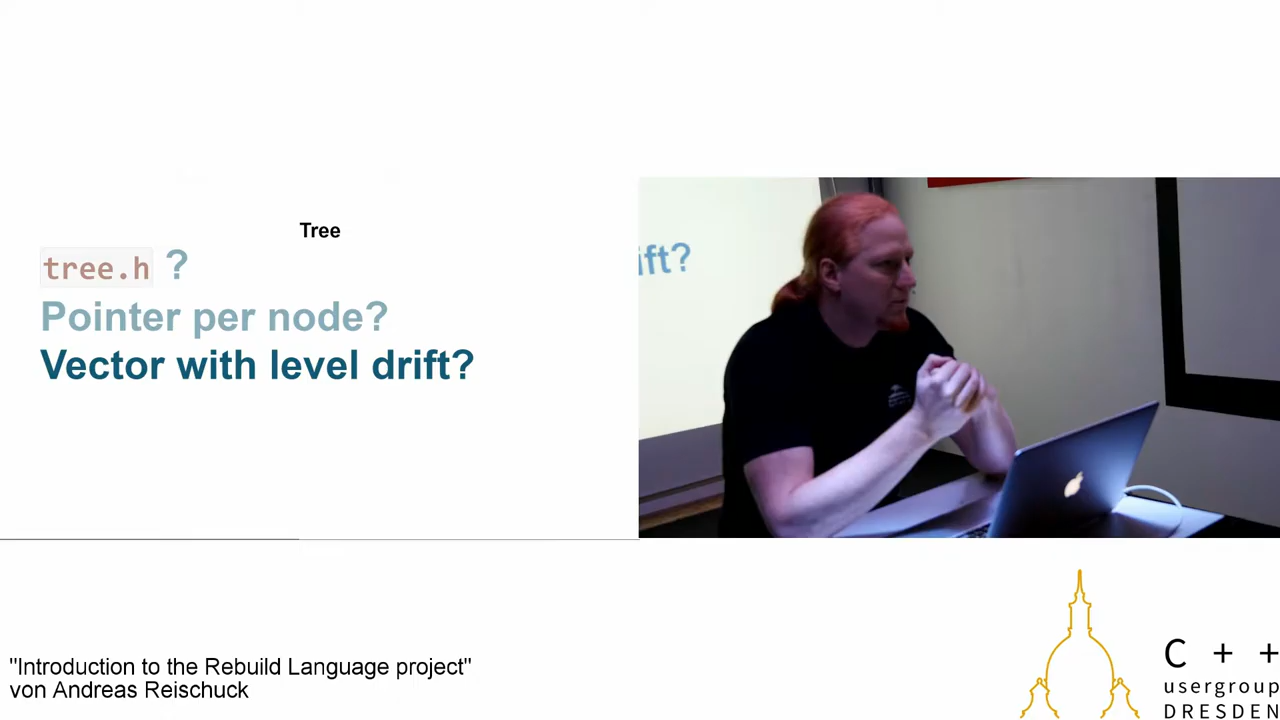 Tree
tree.h ?
Pointer per node?
Vector with level drift?
ift?
"Introduction to the Rebuild Language project"
von Andreas Reischuck
C + +
usergroup
DRESDEN